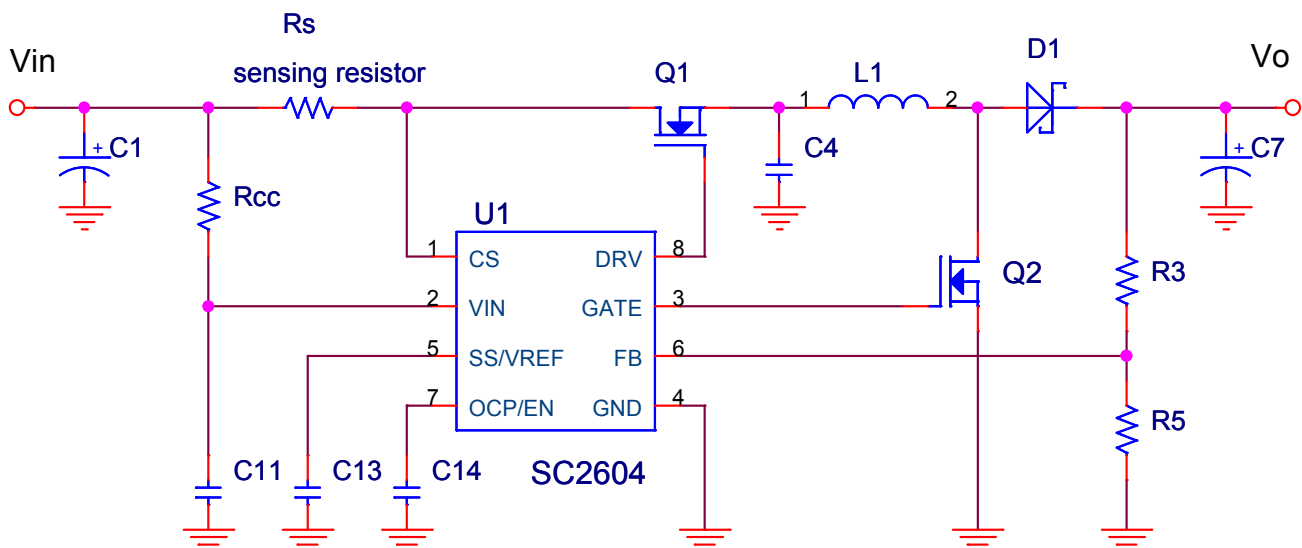 Rs
sensing resistor
Vin
Q1
L1
D1
Vo
1
2
+
C1
C4
+
C7
Rcc
U1
1
CS
DRV
8
2
VIN
GATE
3
Q2
R3
5
SS/VREF
FB
6
7
OCP/EN
GND
4
R5
C11
C13
C14
SC2604